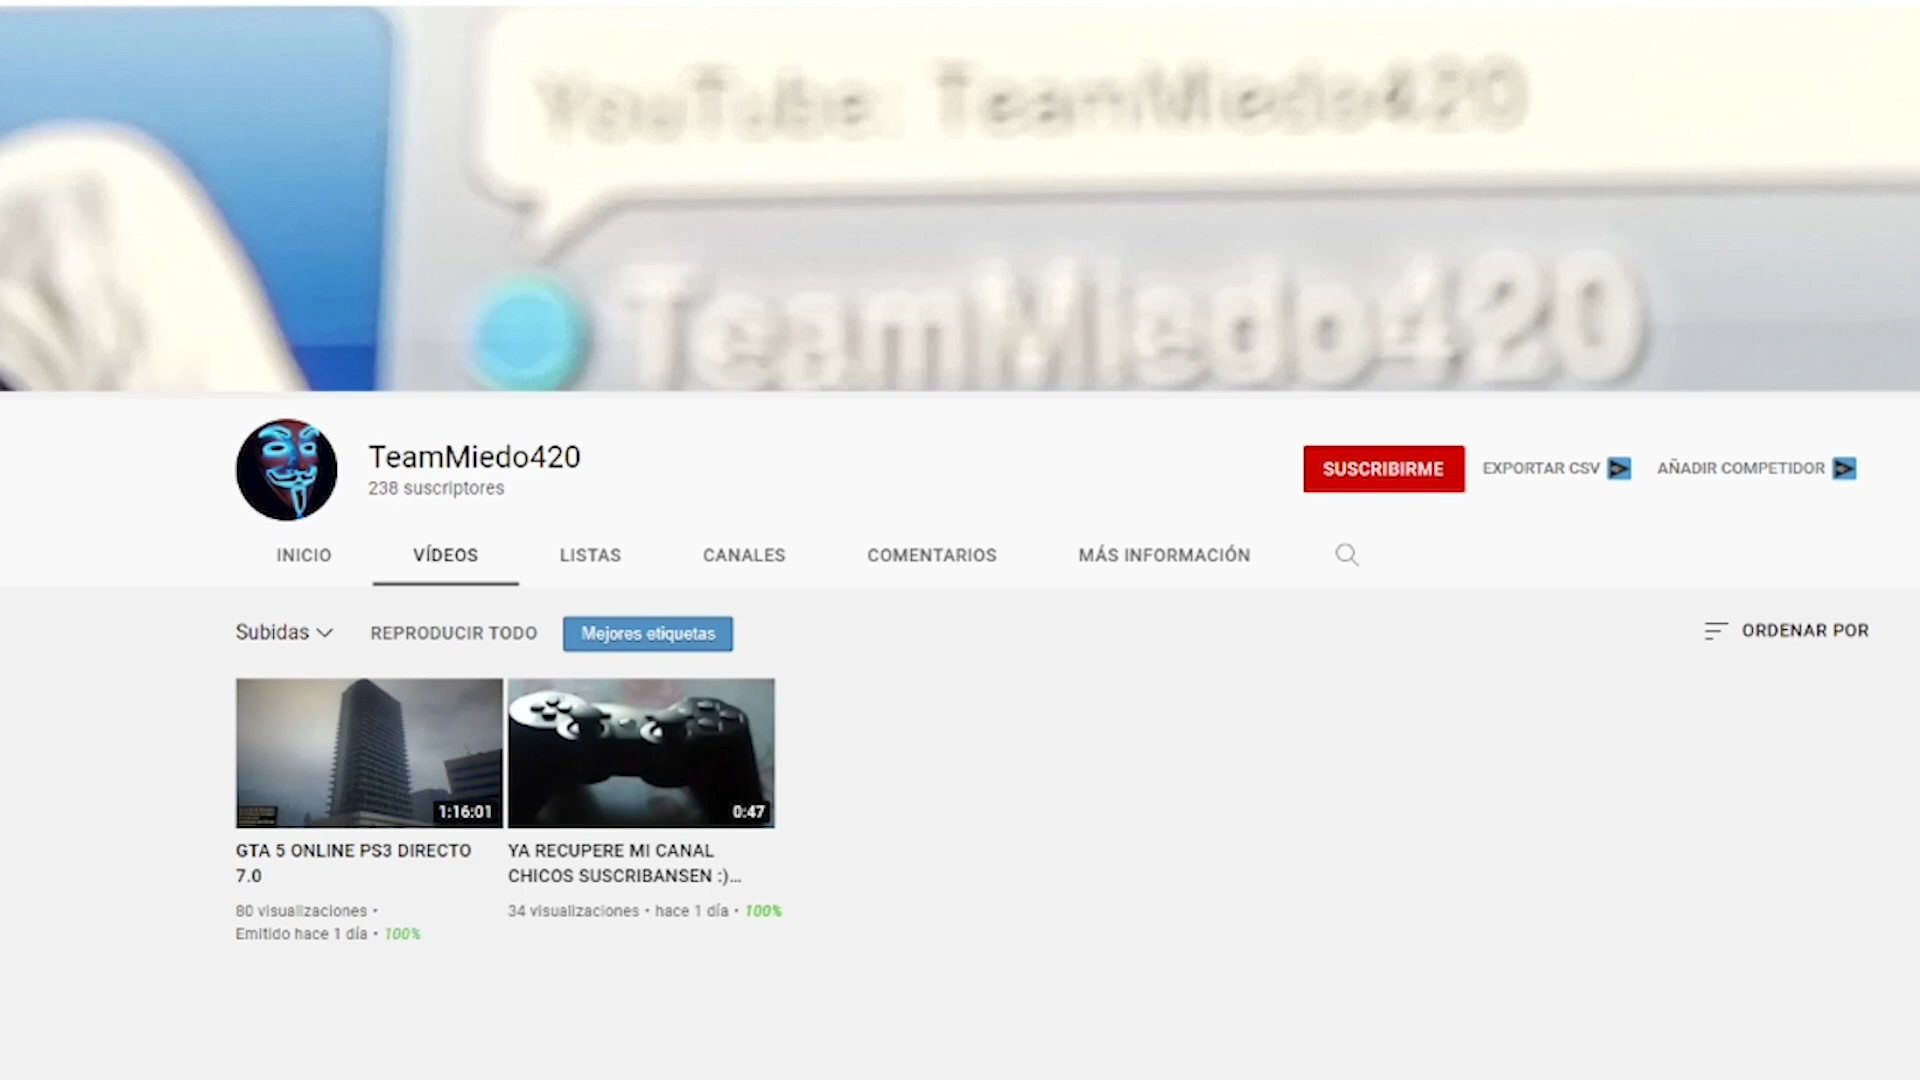 YouTube: TeamMiedo420
TeamMiedo420
TeamMiedo420
238 suscriptores
SUSCRIBIRME
EXPORTAR CSV
AÑADIR COMPETIDOR
INICIO
VÍDEOS
LISTAS
CANALES
COMENTARIOS
MÁS INFORMACIÓN
Subidas
REPRODUCIR TODO
Mejores etiquetas
ORDENAR POR
1:16:01
0:47
GTA 5 ONLINE PS3 DIRECTO
7.0
80 visualizaciones •
Emitido hace 1 día • 100%
YA RECUPERE MI CANAL
CHICOS SUSCRIBANSEN :)...
34 visualizaciones • hace 1 día • 100%